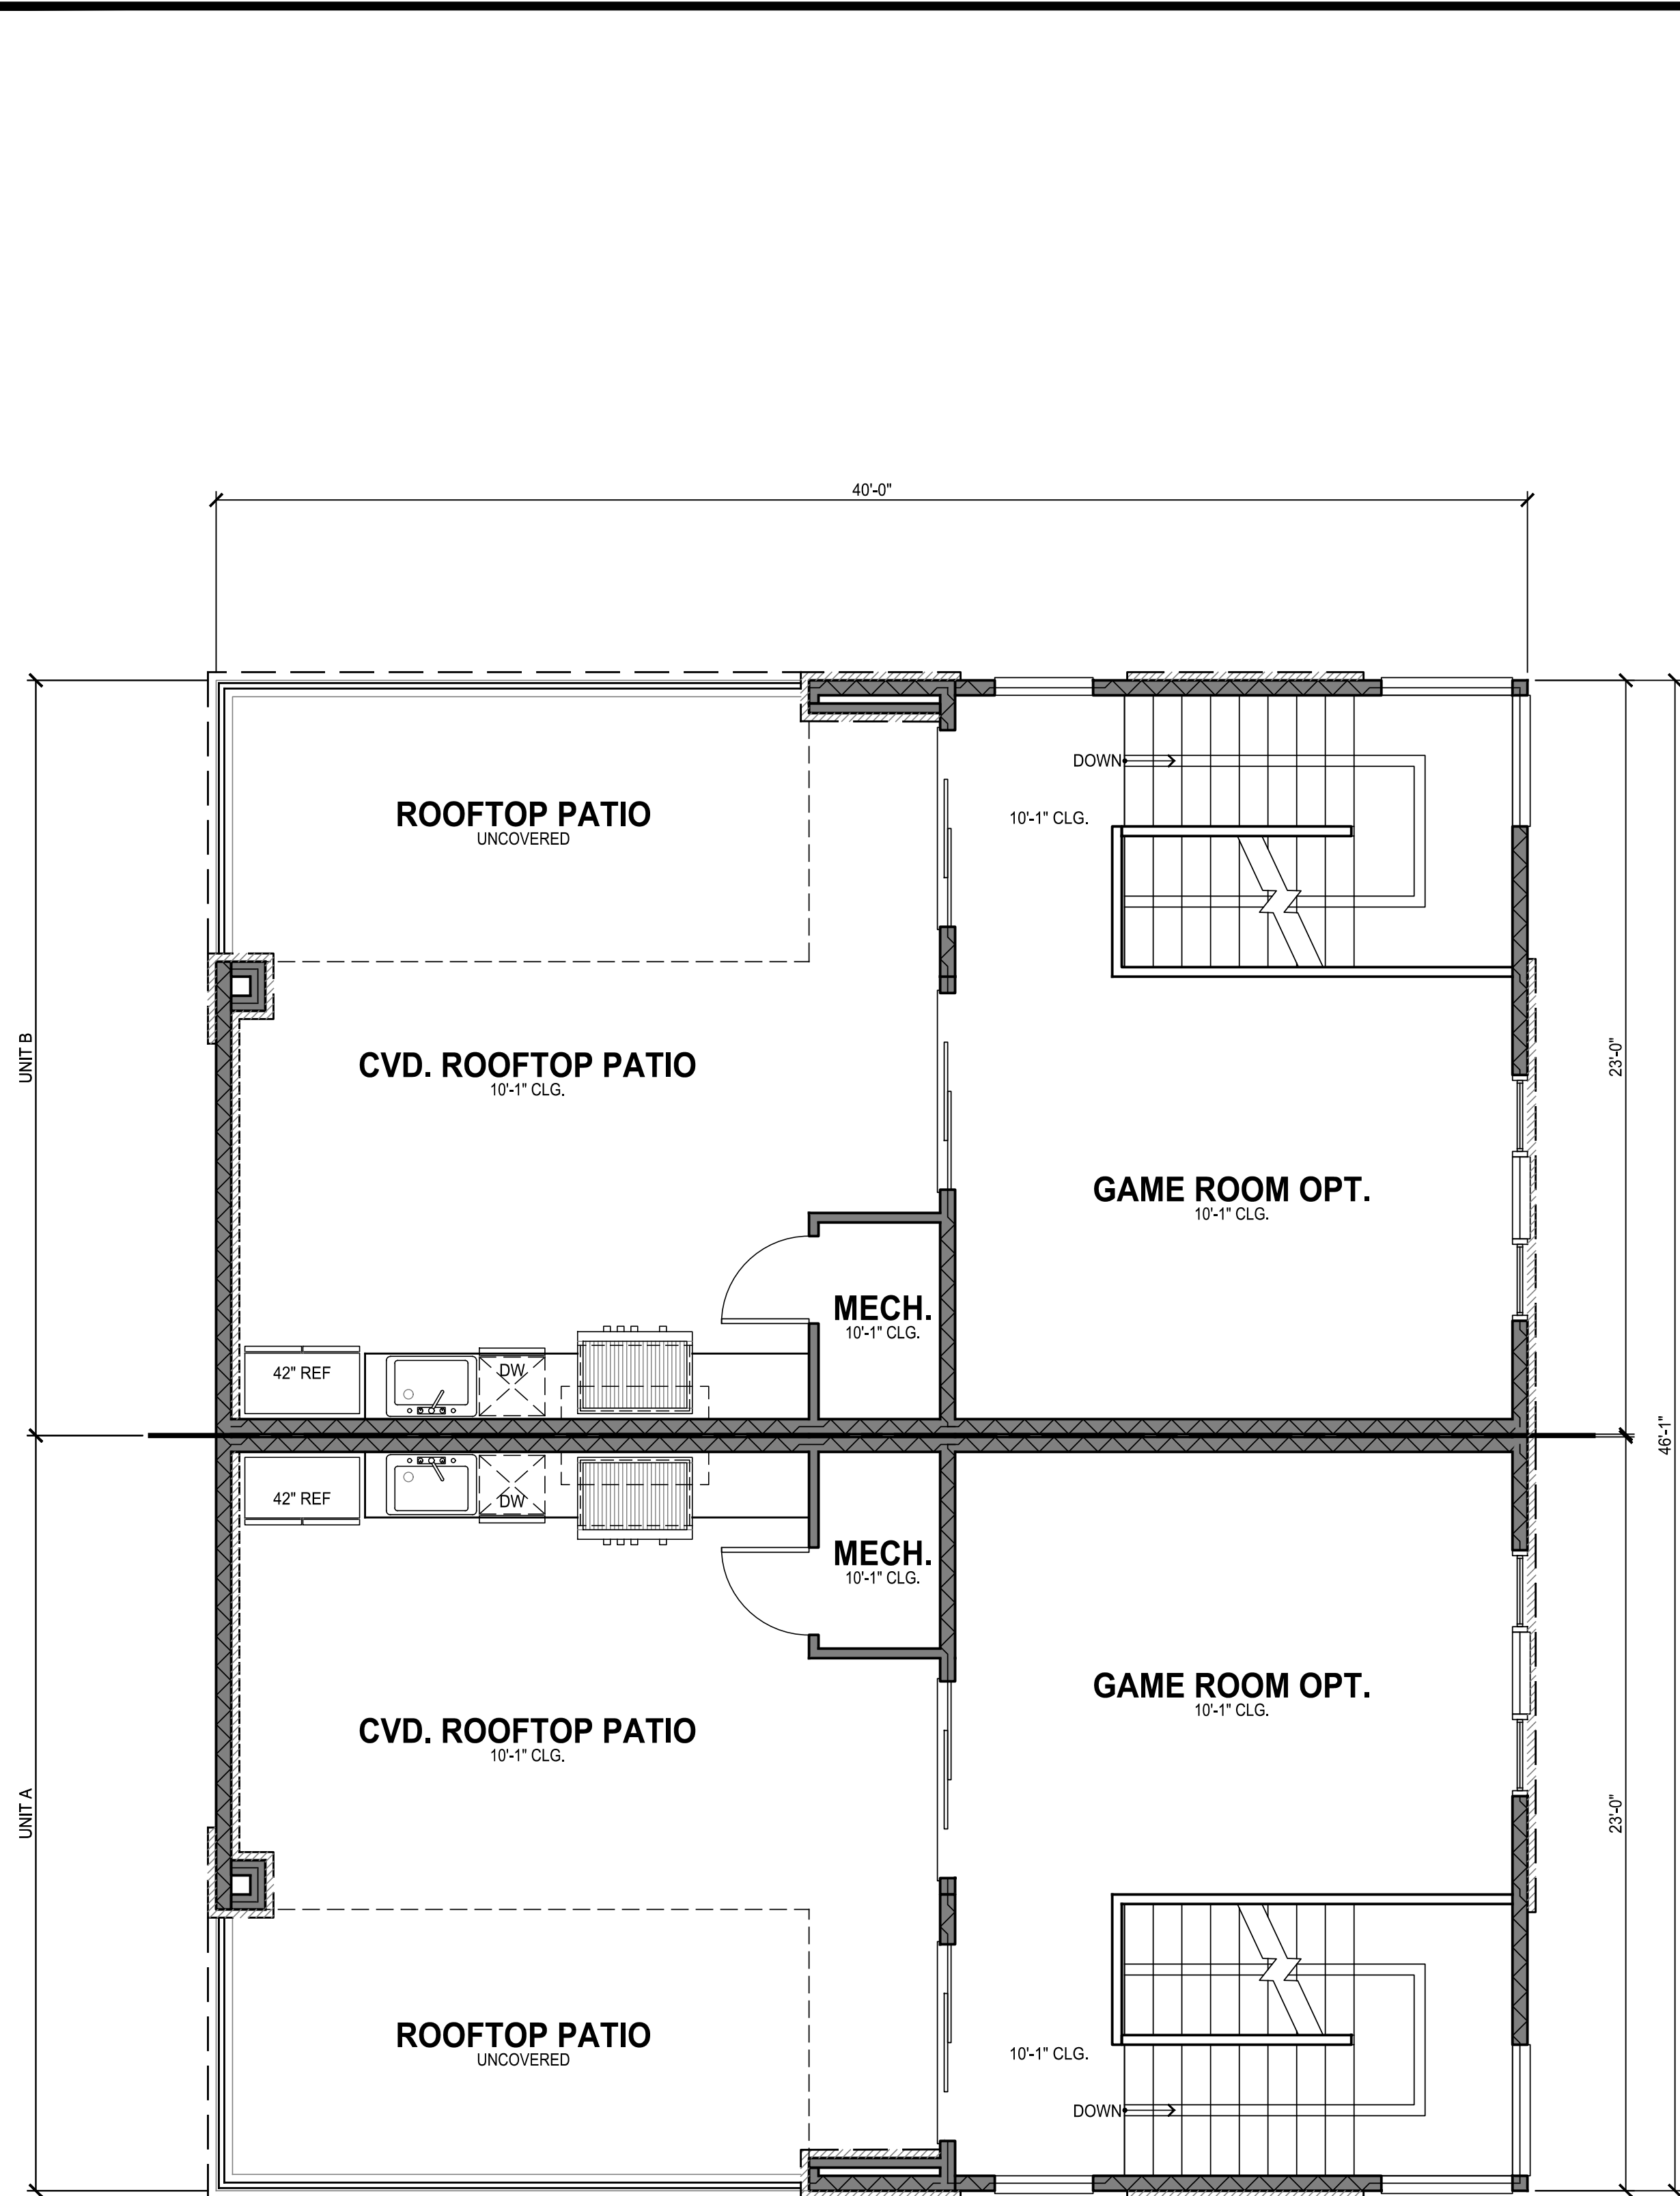 40'-0"
ROOFTOP PATIO
UNCOVERED
DOWN
10'-1" CLG.
UNIT B
23'-0"
CVD. ROOFTOP PATIO
10'-1" CLG.
GAME ROOM OPT.
10'-1" CLG.
MECH.
10'-1" CLG.
42" REF
DW
46'-1"
42" REF
DW
MECH.
10'-1" CLG.
GAME ROOM OPT.
10'-1" CLG.
CVD. ROOFTOP PATIO
10'-1" CLG.
UNIT A
23'-0"
ROOFTOP PATIO
UNCOVERED
10'-1" CLG.
DOWN